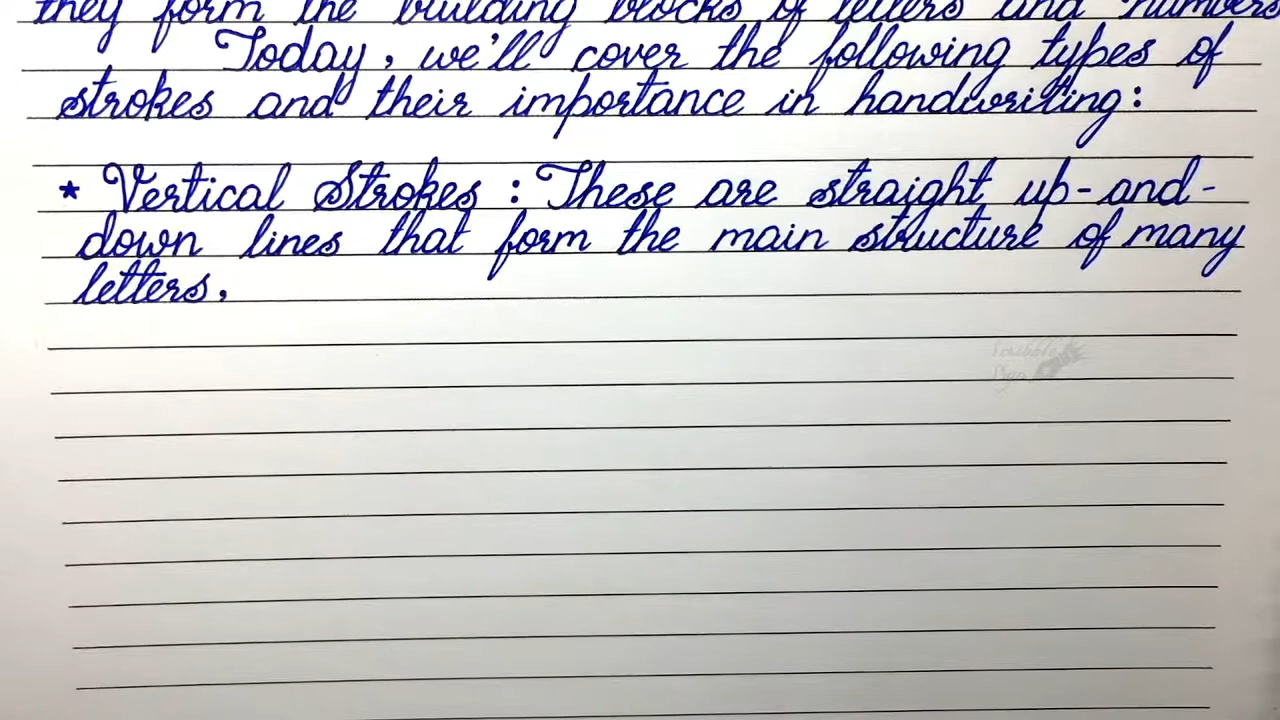 they form the building blocks of letters and numbers
Today, we'll cover the following types of
strokes and their importance in handwriting:
* Vertical Strokes : These are straight up-and-
down lines that form the main structure of many
letters.
Scribble